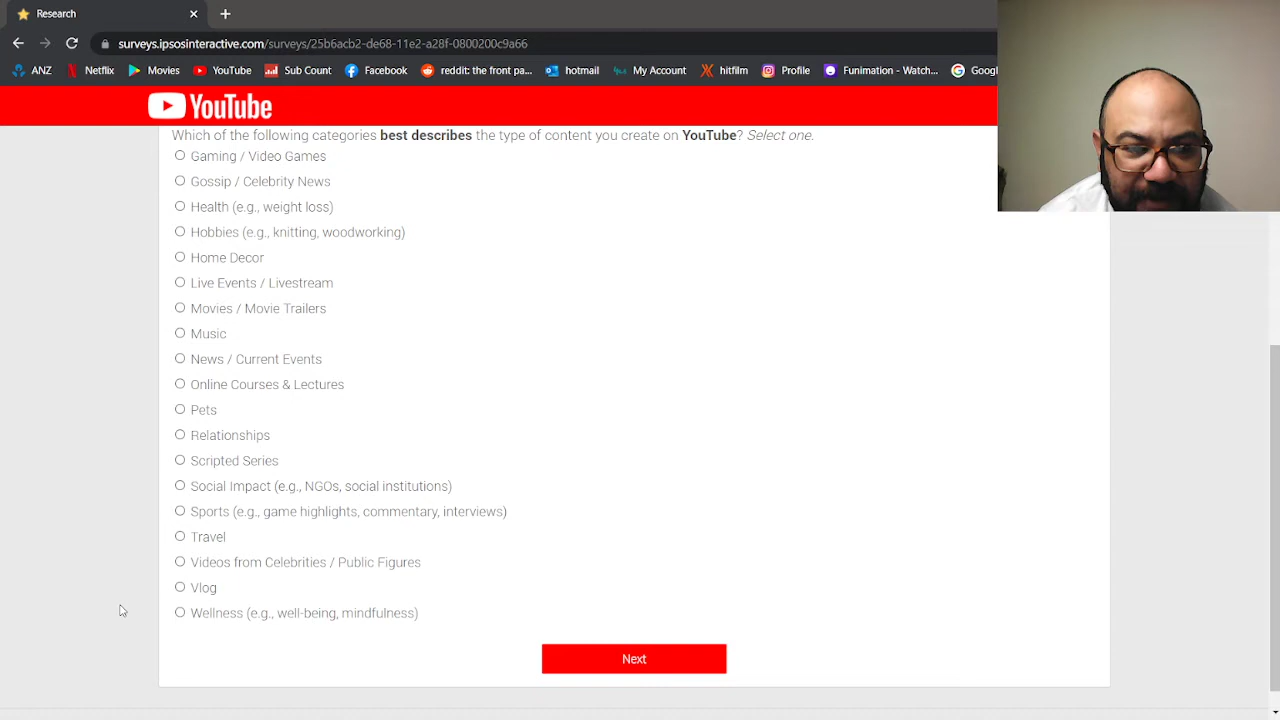 Research
surveys.ipsosinteractive.com/surveys/25b6acb2-de68-11e2-a28f-0800200c9a66
ANZ Netflix Movies YouTube Sub Count Facebook reddit: the front pa... hotmail My Account hitfilm Profile Funimation - Watch... Googl
YouTube
Which of the following categories best describes the type of content you create on YouTube? Select one.
Gaming / Video Games
Gossip / Celebrity News
Health (e.g., weight loss)
Hobbies (e.g., knitting, woodworking)
Home Decor
Live Events / Livestream
Movies / Movie Trailers
Music
News / Current Events
Online Courses & Lectures
Pets
Relationships
Scripted Series
Social Impact (e.g., NGOs, social institutions)
Sports (e.g., game highlights, commentary, interviews)
Travel
Videos from Celebrities / Public Figures
Vlog
Wellness (e.g., well-being, mindfulness)
Next